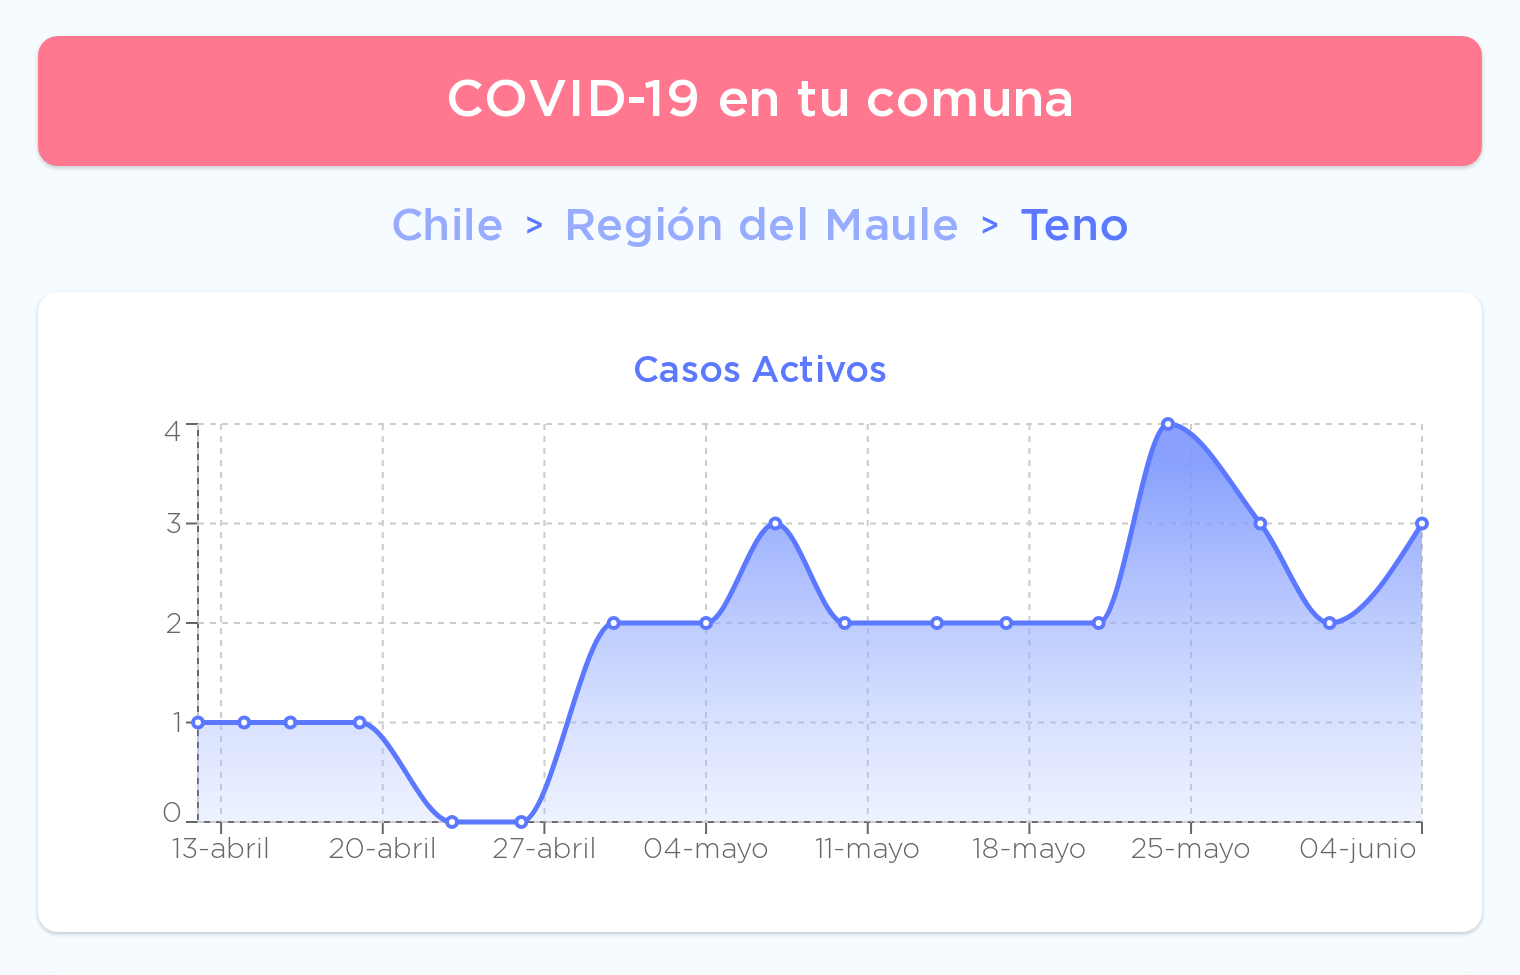 COVID-19 en tu comuna
Chile > Región del Maule > Teno
Casos Activos
4
3
2
1
0
13-abril 20-abril 27-abril 04-mayo 11-mayo 18-mayo 25-mayo 04-junio